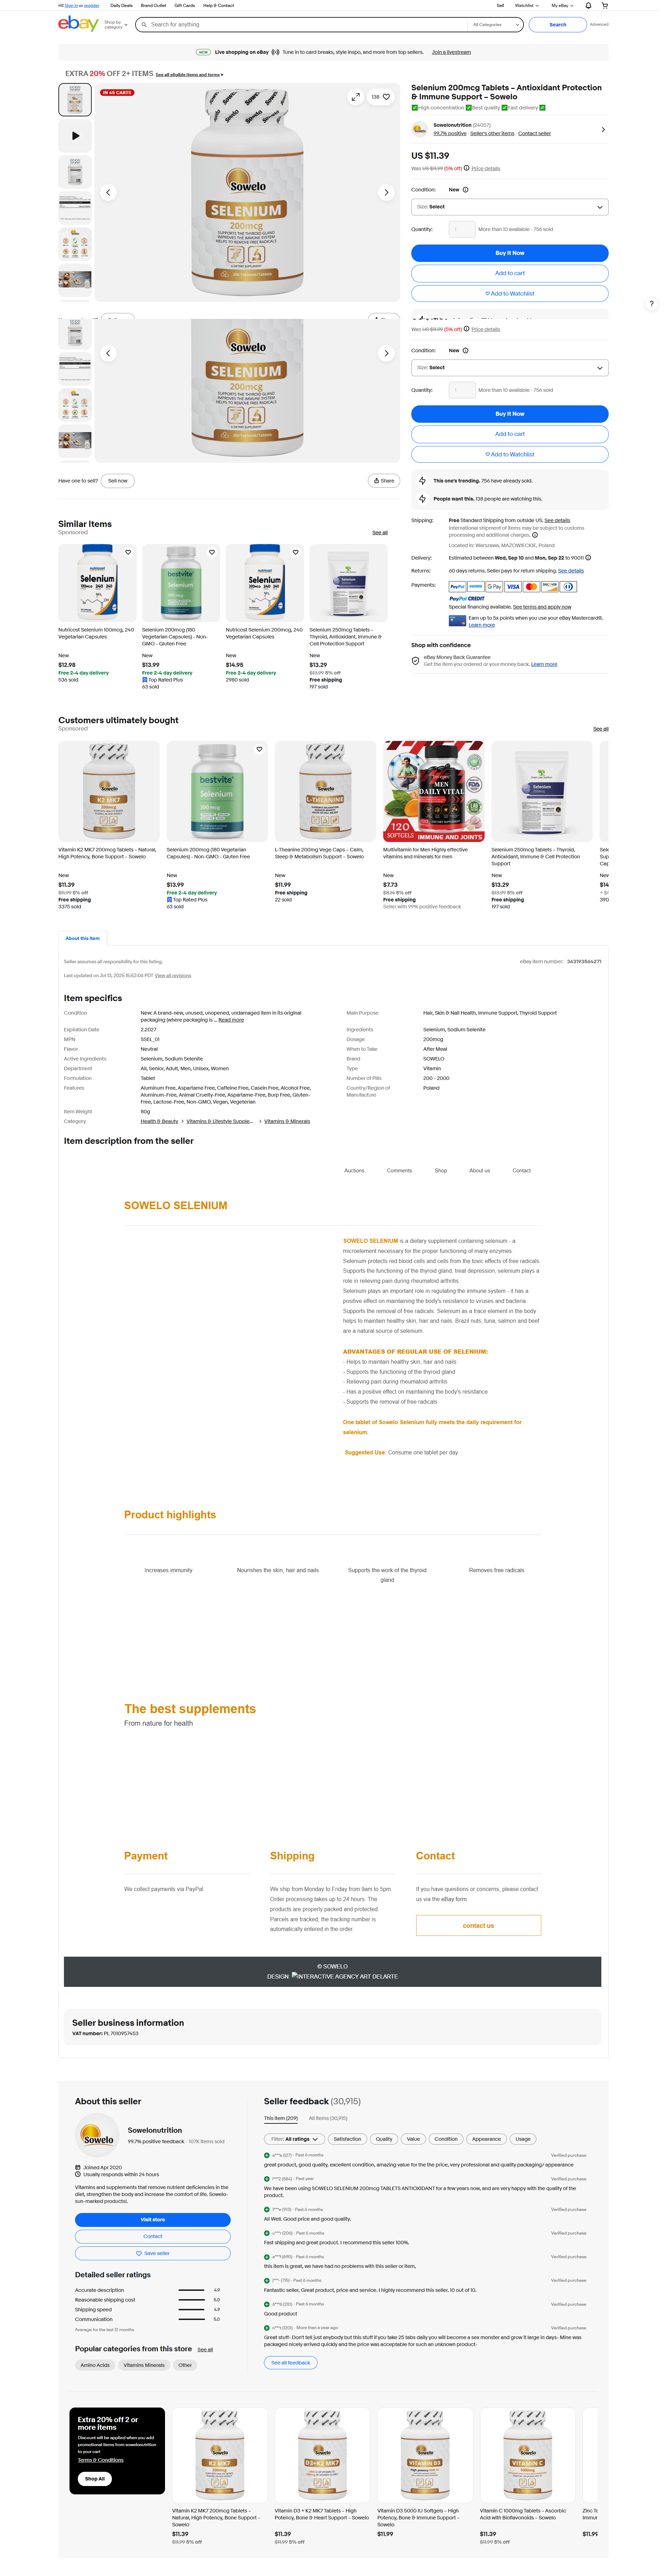 Hi! Sign in or register
Daily Deals
Brand Outlet
Gift Cards
Help & Contact
Sell
Watchlist
My eBay
ebay
Shop by category
Search for anything
All Categories
Search
Advanced
NEW
Live shopping on eBay
Tune in to card breaks, style inspo, and more from top sellers.
Join a livestream
EXTRA 20% OFF 2+ ITEMS See all eligible items and terms
IN 45 CARTS
138
Sowelo
SELENIUM
200mcg
SUPPORTS THE THYROID GLAND
HELPS THE IMMUNE SYSTEM
HELPS REMOVE FREE RADICALS
Selenium 200mcg Tablets – Antioxidant Protection
& Immune Support – Sowelo
✅High concentration ✅Best quality ✅Fast delivery ✅
Sowelonutrition (24057)
99.7% positive · Seller's other items · Contact seller
US $11.39
Was US $11.99 (5% off) Price details
Condition: New
Size: Select
Quantity: 1 More than 10 available · 756 sold
Buy It Now
Add to cart
Add to Watchlist
Was US $11.99 (5% off) Price details
Condition: New
Size: Select
Quantity: 1 More than 10 available · 756 sold
Buy It Now
Add to cart
Add to Watchlist
SELENIUM
200mcg
Have one to sell? Sell now
Share
This one's trending. 756 have already sold.
People want this. 138 people are watching this.
Shipping: Free Standard Shipping from outside US. See details
International shipment of items may be subject to customs
processing and additional charges.
Located in: Warszawa, MAZOWIECKIE, Poland
Delivery: Estimated between Wed, Sep 10 and Mon, Sep 22 to 90011
Returns: 60 days returns. Seller pays for return shipping. See details
Payments: PayPal venmo G Pay VISA DISCOVER
PayPal CREDIT
Special financing available. See terms and apply now
Earn up to 5x points when you use your eBay Mastercard®.
Learn more
Shop with confidence
eBay Money Back Guarantee
Get the item you ordered or your money back. Learn more
Similar Items
Sponsored
See all
Nutricost Selenium 100mcg, 240
Vegetarian Capsules
New
$12.98
Free 2-4 day delivery
536 sold
Selenium 200mcg (180
Vegetarian Capsules) - Non-
GMO - Gluten Free
New
$13.99
Free 2-4 day delivery
Top Rated Plus
63 sold
Nutricost Selenium 200mcg, 240
Vegetarian Capsules
New
$14.95
Free 2-4 day delivery
2980 sold
Selenium 250mcg Tablets –
Thyroid, Antioxidant, Immune &
Cell Protection Support
New
$13.29
$13.99 5% off
Free shipping
197 sold
Customers ultimately bought
Sponsored
See all
Vitamin K2 MK7 200mcg Tablets – Natural,
High Potency, Bone Support – Sowelo
New
$11.39
$11.99 5% off
Free shipping
3375 sold
Selenium 200mcg (180 Vegetarian
Capsules) - Non-GMO - Gluten Free
New
$13.99
Free 2-4 day delivery
Top Rated Plus
63 sold
L-Theanine 200mg Vege Caps – Calm,
Sleep & Metabolism Support – Sowelo
New
$11.99
Free shipping
22 sold
MEN
DAILY VITAL
120
SOFTGELS
IMMUNE AND JOINTS
Multivitamin for Men Highly effective
vitamins and minerals for men
New
$7.73
$8.14 5% off
Free shipping
Seller with 99% positive feedback
Selenium 250mcg Tablets – Thyroid,
Antioxidant, Immune & Cell Protection
Support
New
$13.29
$13.99 5% off
Free shipping
197 sold
About this item
Seller assumes all responsibility for this listing.
eBay item number: 363193564271
Last updated on Jul 13, 2025 15:52:06 PDT View all revisions
Item specifics
Condition New: A brand-new, unused, unopened, undamaged item in its original
packaging (where packaging is ... Read more
Main Purpose Hair, Skin & Nail Health, Immune Support, Thyroid Support
Expiration Date 2.2027
Ingredients Selenium, Sodium Selenite
MPN SSEL_01
Dosage 200mcg
Flavor Neutral
When to Take After Meal
Active Ingredients Selenium, Sodium Selenite
Brand SOWELO
Department All, Senior, Adult, Men, Unisex, Women
Type Vitamin
Formulation Tablet
Number of Pills 200 - 2000
Features Aluminum Free, Aspartame Free, Caffeine Free, Casein Free, Alcohol Free,
Aluminum-Free, Animal Cruelty-Free, Aspartame-Free, Burp Free, Gluten-
Free, Lactose-Free, Non-GMO, Vegan, Vegeterian
Country/Region of Manufacture Poland
Item Weight 80g
Category Health & Beauty > Vitamins & Lifestyle Supple... > Vitamins & Minerals
Item description from the seller
Auctions
Comments
Shop
About us
Contact
SOWELO SELENIUM
SOWELO SELENIUM is a dietary supplement containing selenium - a
microelement necessary for the proper functioning of many enzymes.
Selenium protects red blood cells and cells from the toxic effects of free radicals.
Supports the functioning of the thyroid gland, treat depression, selenium plays a
role in relieving pain during rheumatoid arthritis.
Selenium plays an important role in regulating the immune system - it has a
positive effect on maintaining the body's resistance to viruses and bacteria.
Supports the removal of free radicals. Selenium as a trace element in the body
helps to maintain healthy skin, hair and nails. Brazil nuts, tuna, salmon and beef
are a natural source of selenium.
ADVANTAGES OF REGULAR USE OF SELENIUM:
- Helps to maintain healthy skin, hair and nails
- Supports the functioning of the thyroid gland
- Relieving pain during rheumatoid arthritis
- Has a positive effect on maintaining the body's resistance
- Supports the removal of free radicals
One tablet of Sowelo Selenium fully meets the daily requirement for
selenium.
Suggested Use: Consume one tablet per day
Product highlights
Increases immunity
Nourishes the skin, hair and nails
Supports the work of the thyroid
gland
Removes free radicals
The best supplements
From nature for health
Payment
We collect payments via PayPal.
Shipping
We ship from Monday to Friday from 9am to 5pm.
Order processing takes up to 24 hours. The
products are properly packed and protected.
Parcels are tracked, the tracking number is
automatically entered in the order.
Contact
If you have questions or concerns, please contact
us via the eBay form.
contact us
© SOWELO
DESIGN: INTERACTIVE AGENCY ART DELARTE
Seller business information
VAT number: PL 7010957453
About this seller
Sowelo
Sowelonutrition
99.7% positive feedback · 107K items sold
Joined Apr 2020
Usually responds within 24 hours
Vitamins and supplements that remove nutrient deficiencies in the
diet, strengthen the body and increase the comfort of life. Sowelo-
sun-marked products!.
Visit store
Contact
Save seller
Detailed seller ratings
Accurate description 4.9
Reasonable shipping cost 5.0
Shipping speed 4.9
Communication 5.0
Average for the last 12 months
Popular categories from this store See all
Amino Acids
Vitamins Minerals
Other
Seller feedback (30,915)
This item (209)
All items (30,915)
Filter: All ratings
Satisfaction
Quality
Value
Condition
Appearance
Usage
Past 6 months
Verified purchase
great product, good quality, excellent condition, amazing value for the the price, very professional and quality packaging/ appearance
Past year
Verified purchase
We have been using SOWELO SELENIUM 200mcg TABLETS ANTIOXIDANT for a few years now, and are very happy with the quality of the
product.
Past 6 months
Verified purchase
All Well. Good price and good quality.
Past 6 months
Verified purchase
Fast shipping and great product. I recommend this seller 100%.
Past 6 months
Verified purchase
this item is great, we have had no problems with this seller or item,
Past 6 months
Verified purchase
Fantastic seller, Great product, price and service. I highly recommend this seller, 10 out of 10.
Past 6 months
Verified purchase
Good product
More than a year ago
Verified purchase
Great stuff- Don't tell just anybody but this stuff if you take 25 tabs daily you will become a sex monster and grow it large in days- Mine was
packaged nicely arrived quickly and the price was acceptable for such an unknown product-
See all feedback
Extra 20% off 2 or
more items
Discount will be applied when you add
promotional items from sowelonutrition
to your cart
Terms & Conditions
Shop All
Vitamin K2 MK7 200mcg Tablets –
Natural, High Potency, Bone Support –
Sowelo
$11.39
$11.99 5% off
Vitamin D3 + K2 MK7 Tablets – High
Potency, Bone & Heart Support – Sowelo
$11.39
$11.99 5% off
Vitamin D3 5000 IU Softgels – High
Potency, Bone & Immune Support –
Sowelo
$11.99
Vitamin C 1000mg Tablets – Ascorbic
Acid with Bioflavonoids – Sowelo
$11.39
$11.99 5% off
$11.99